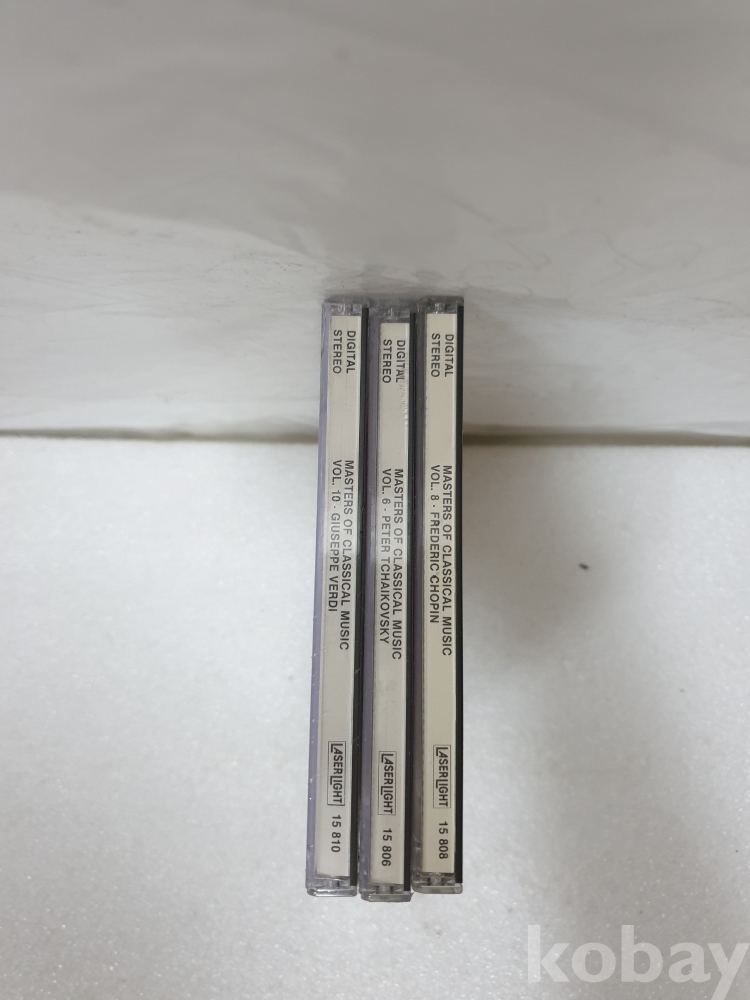 DIGITAL
STEREO
MASTERS OF CLASSICAL MUSIC
VOL. 10 · GIUSEPPE VERDI
LASERLIGHT
15 810
DIGITAL
STEREO
MASTERS OF CLASSICAL MUSIC
VOL. 6 · PETER TCHAIKOVSKY
LASERLIGHT
15 806
DIGITAL
STEREO
MASTERS OF CLASSICAL MUSIC
VOL. 8 · FREDERIC CHOPIN
LASERLIGHT
15 808
kobay